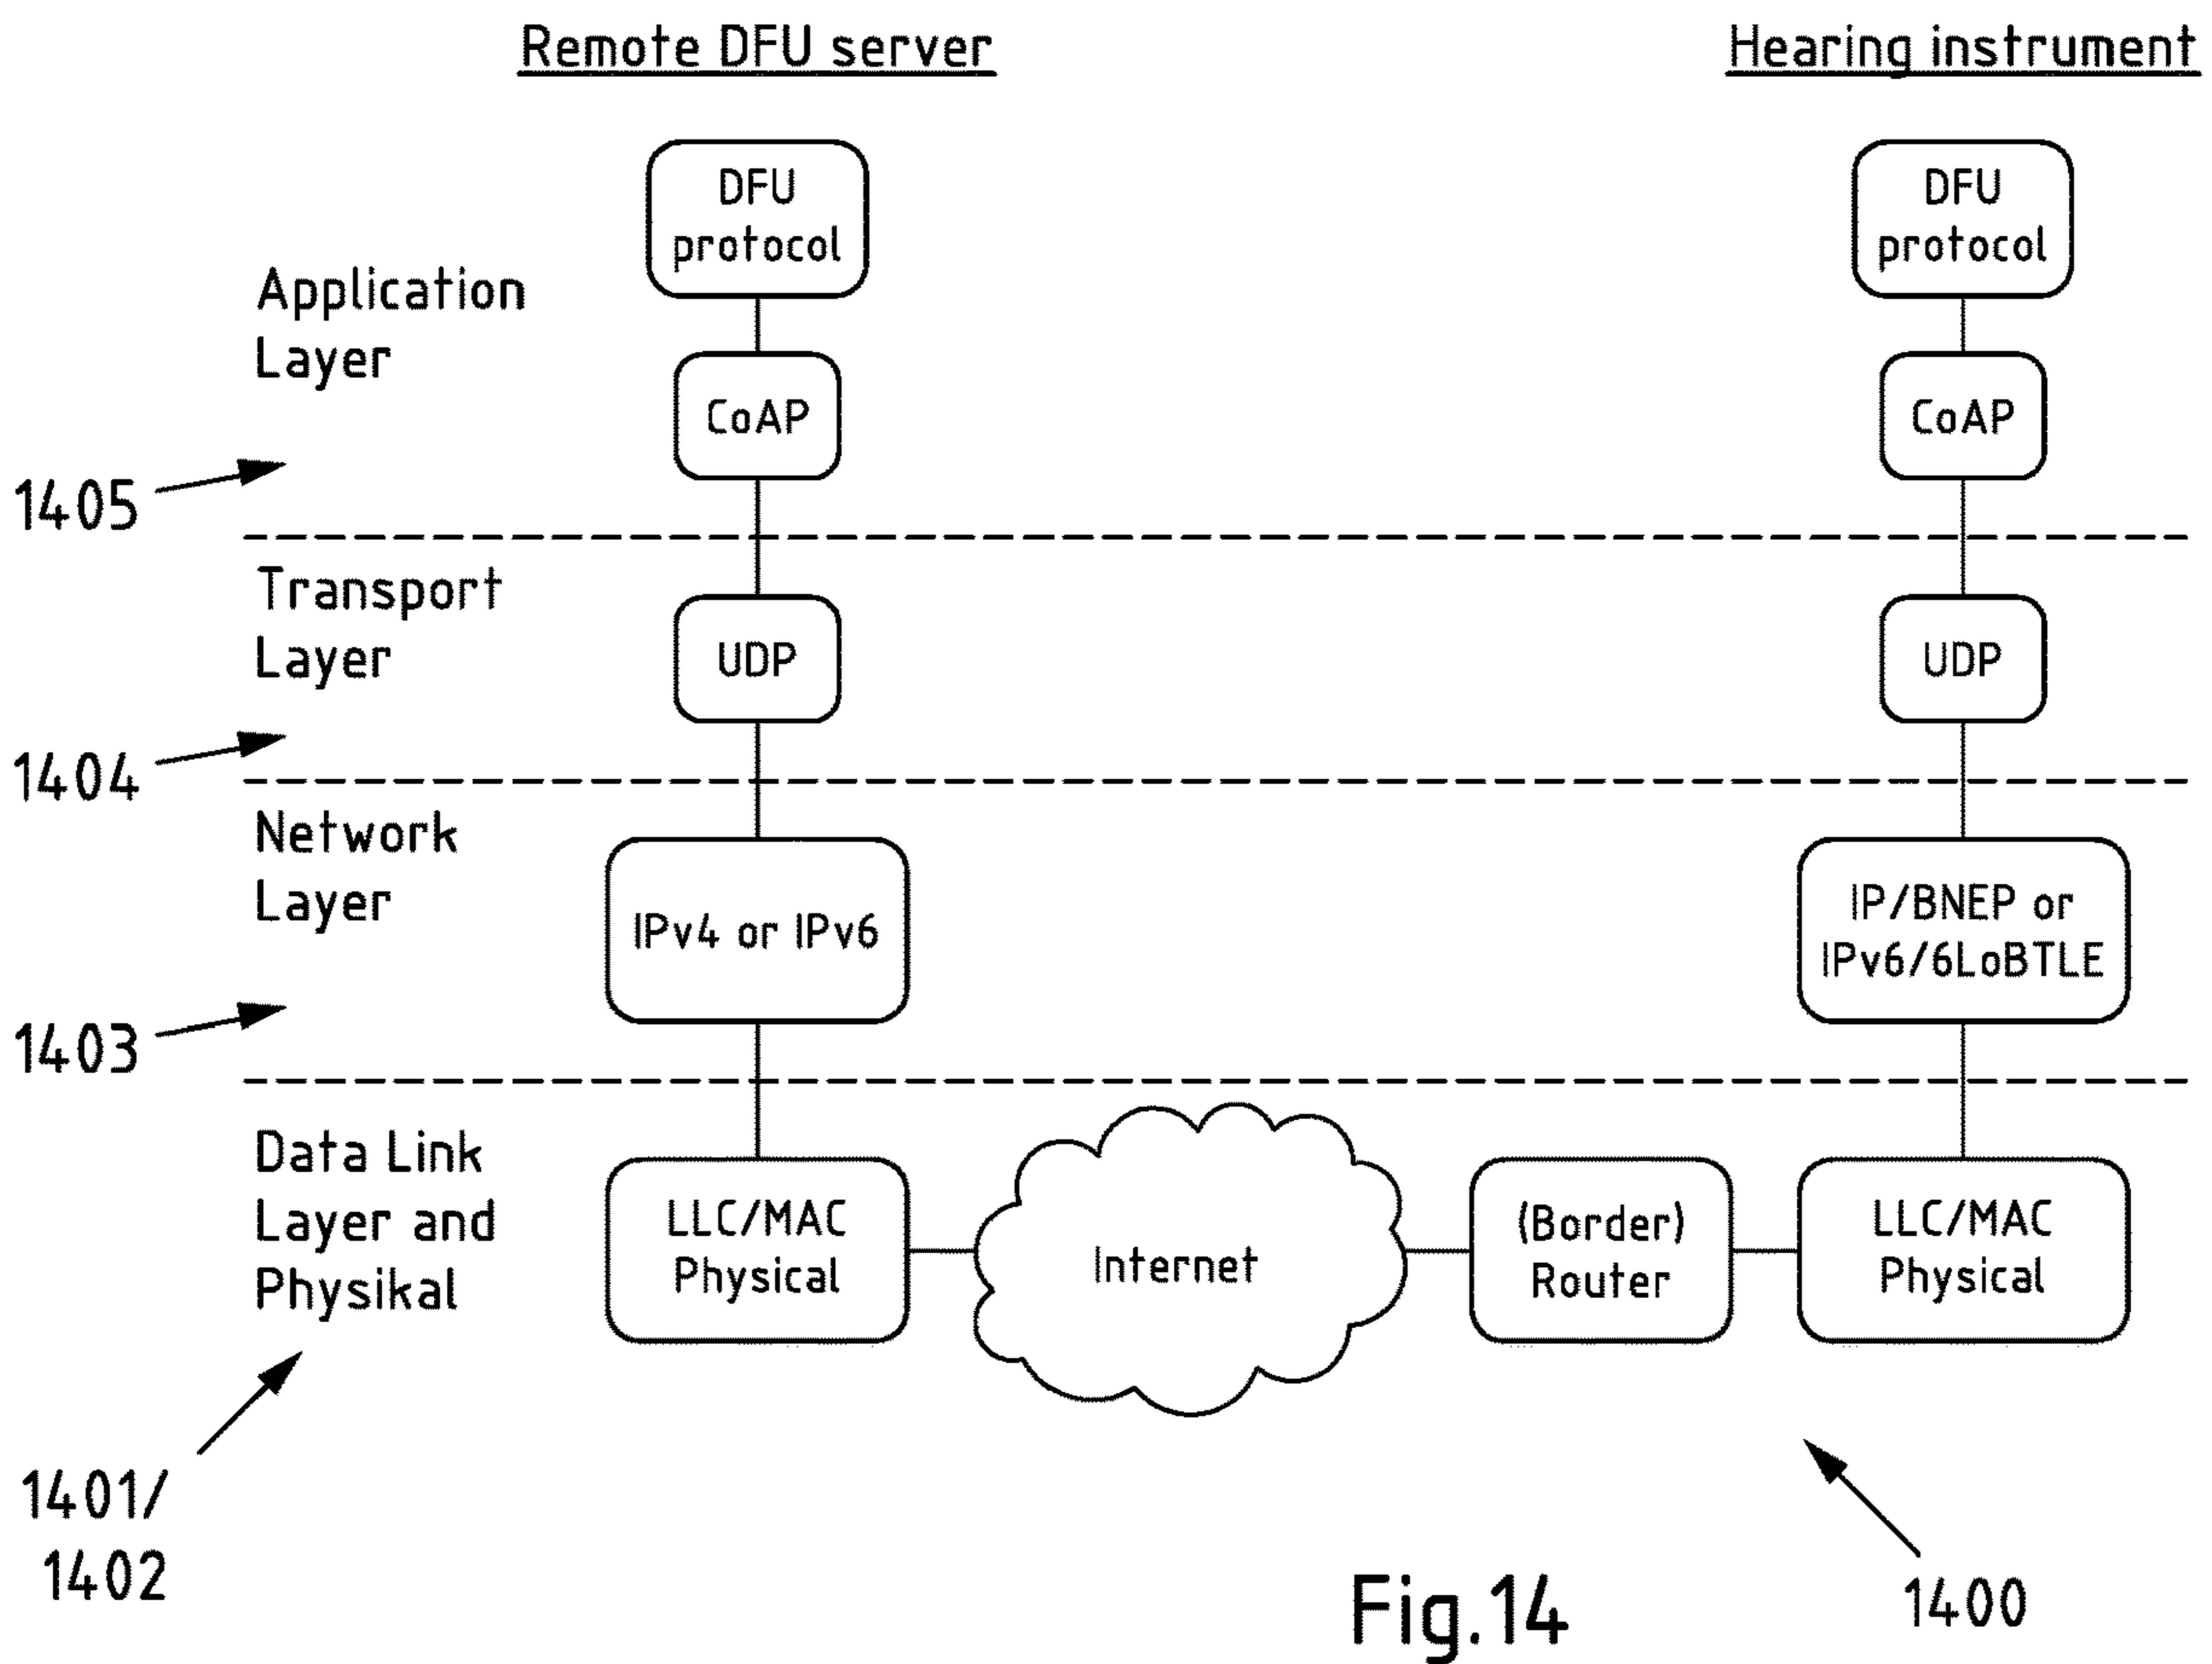 Remote DFU server
Hearing instrument
DFU
protocol
DFU
protocol
Application
Layer
CoAP
CoAP
1405
Transport
Layer
UDP
UDP
1404
Network
Layer
IPv4 or IPv6
IP/BNEP or
IPv6/6LoBTLE
1403
Data Link
Layer and
Physikal
LLC/MAC
Physical
Internet
(Border)
Router
LLC/MAC
Physical
1401/
1402
Fig.14
1400